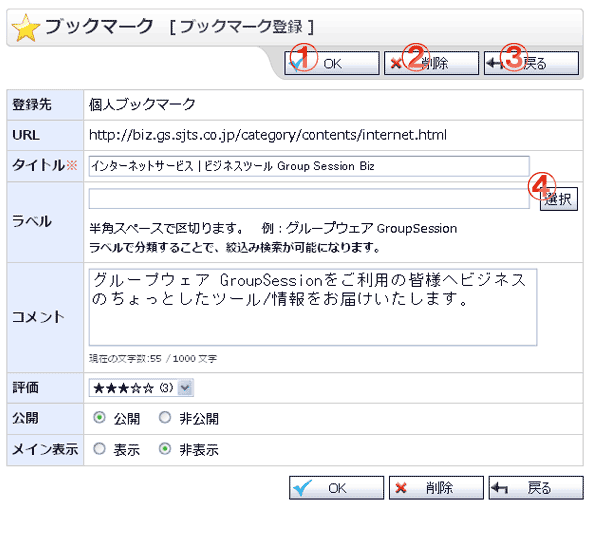 ブックマーク [ ブックマーク登録 ]
① OK ② 削除 ③ 戻る
登録先 個人ブックマーク
URL http://biz.gs.sjts.co.jp/category/contents/internet.html
タイトル※ インターネットサービス | ビジネスツール Group Session Biz
④ 選択
ラベル
半角スペースで区切ります。 例：グループウェア GroupSession
ラベルで分類することで、絞込み検索が可能になります。
コメント
グループウェア GroupSessionをご利用の皆様へビジネス
のちょっとしたツール/情報をお届けいたします。
現在の文字数:55 / 1000 文字
評価 ★★★☆☆ (3)
公開 公開 非公開
メイン表示 表示 非表示
OK 削除 戻る